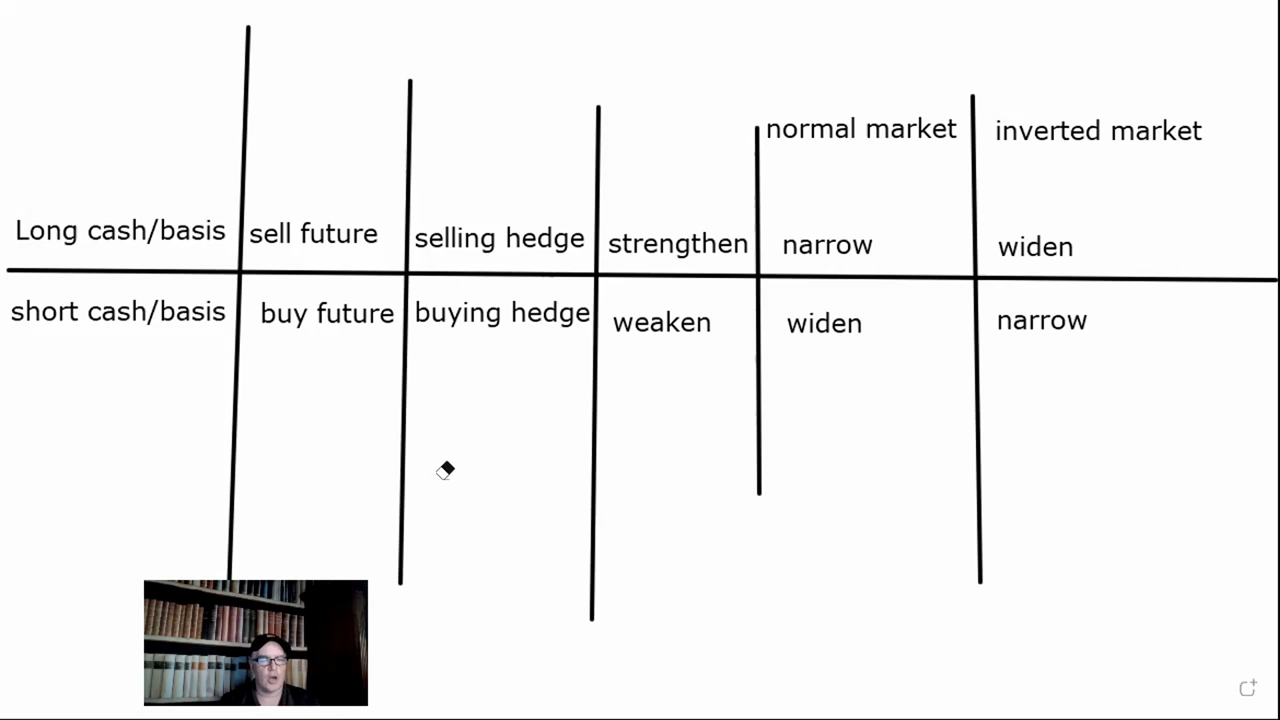 normal market
inverted market
Long cash/basis
sell future
selling hedge
strengthen
narrow
widen
short cash/basis
buy future
buying hedge
weaken
widen
narrow